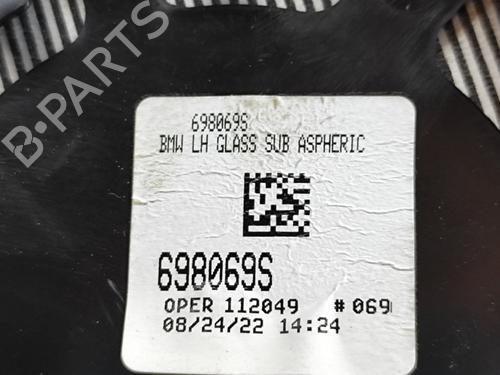 B-PARTS
698069S
BMW LH GLASS SUB ASPHERIC
698069S
OPER 112049 # 069
08/24/22 14:24